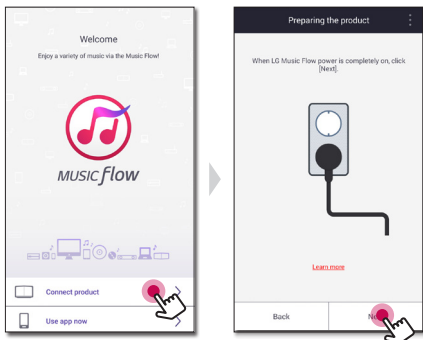 Welcome
Enjoy a variety of music via the Music Flow!
MUSIC flow
Connect product
Use app now
Preparing the product
When LG Music Flow power is completely on, click
[Next].
Learn more
Back